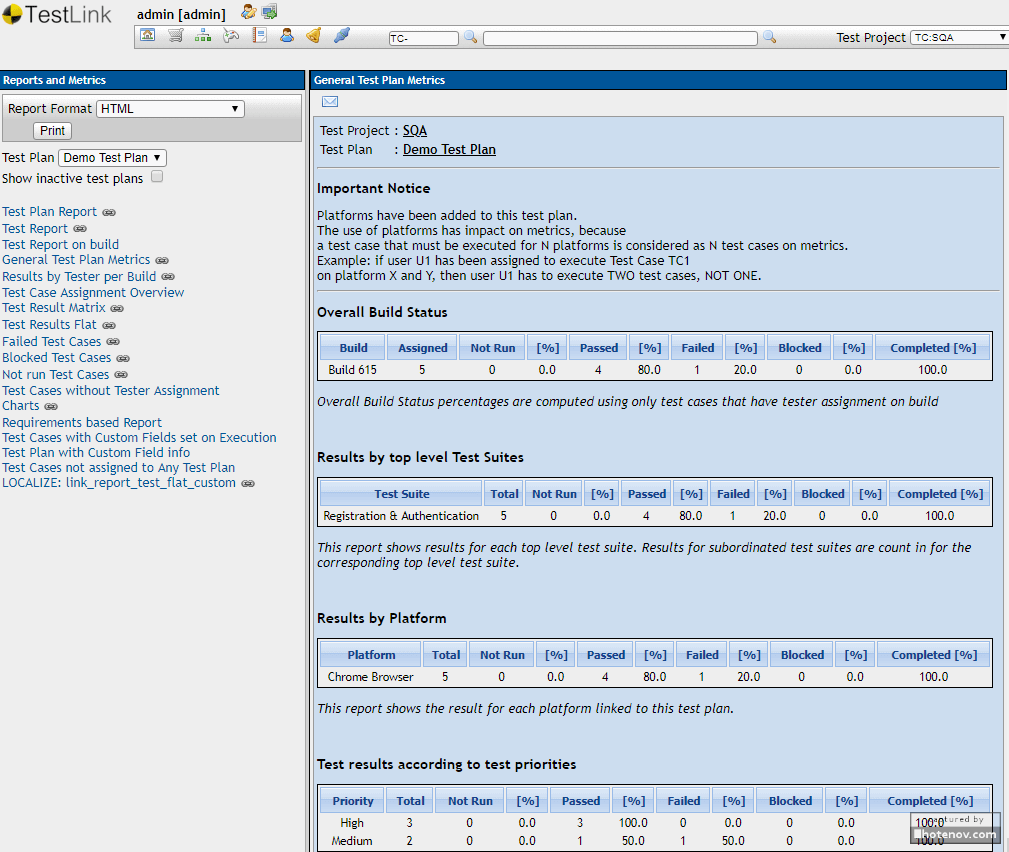 TestLink
admin [admin]
TC-
Test Project TC:SQA
Reports and Metrics
Report Format HTML
Print
Test Plan Demo Test Plan
Show inactive test plans
Test Plan Report
Test Report
Test Report on build
General Test Plan Metrics
Results by Tester per Build
Test Case Assignment Overview
Test Result Matrix
Test Results Flat
Failed Test Cases
Blocked Test Cases
Not run Test Cases
Test Cases without Tester Assignment
Charts
Requirements based Report
Test Cases with Custom Fields set on Execution
Test Plan with Custom Field info
Test Cases not assigned to Any Test Plan
LOCALIZE: link_report_test_flat_custom
General Test Plan Metrics
Test Project : SQA
Test Plan : Demo Test Plan
Important Notice
Platforms have been added to this test plan.
The use of platforms has impact on metrics, because
a test case that must be executed for N platforms is considered as N test cases on metrics.
Example: if user U1 has been assigned to execute Test Case TC1
on platform X and Y, then user U1 has to execute TWO test cases, NOT ONE.
Overall Build Status
Build Assigned Not Run [%] Passed [%] Failed [%] Blocked [%] Completed [%]
Build 615 5 0 0.0 4 80.0 1 20.0 0 0.0 100.0
Overall Build Status percentages are computed using only test cases that have tester assignment on build
Results by top level Test Suites
Test Suite Total Not Run [%] Passed [%] Failed [%] Blocked [%] Completed [%]
Registration & Authentication 5 0 0.0 4 80.0 1 20.0 0 0.0 100.0
This report shows results for each top level test suite. Results for subordinated test suites are count in for the
corresponding top level test suite.
Results by Platform
Platform Total Not Run [%] Passed [%] Failed [%] Blocked [%] Completed [%]
Chrome Browser 5 0 0.0 4 80.0 1 20.0 0 0.0 100.0
This report shows the result for each platform linked to this test plan.
Test results according to test priorities
Priority Total Not Run [%] Passed [%] Failed [%] Blocked [%] Completed [%]
High 3 0 0.0 3 100.0 0 0.0 0 0.0 100.0
Medium 2 0 0.0 1 50.0 1 50.0 0 0.0 100.0
hotenov.com